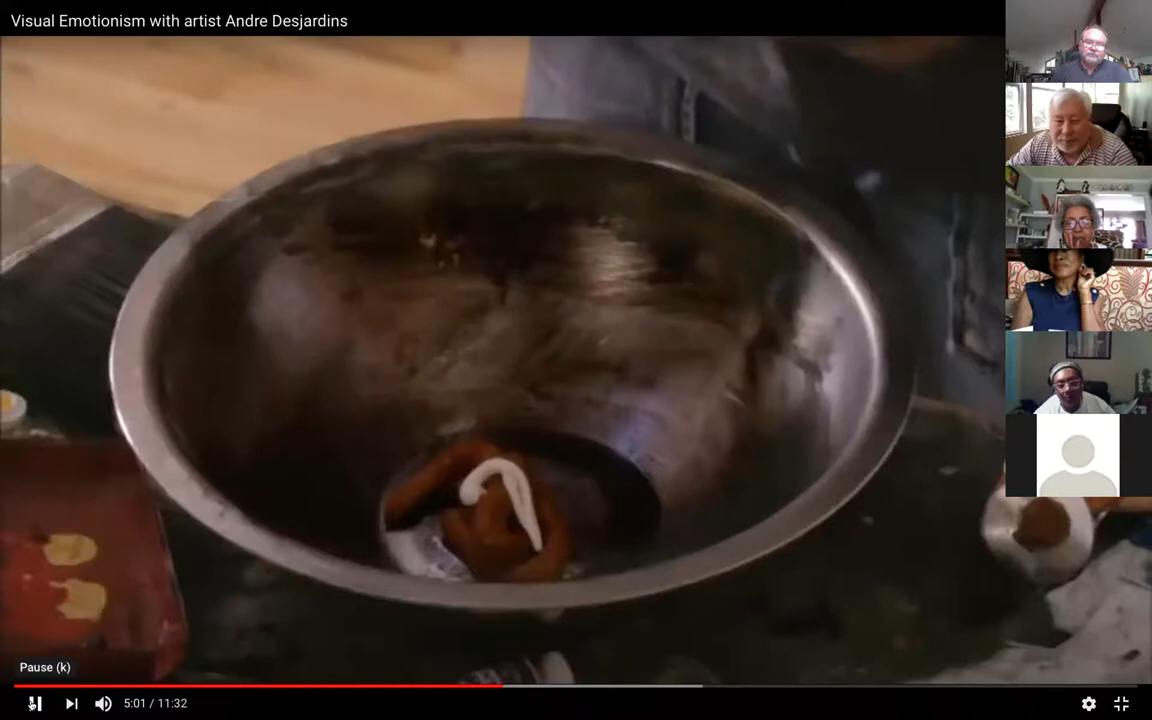 Visual Emotionism with artist Andre Desjardins
Pause (k)
5:01 / 11:32